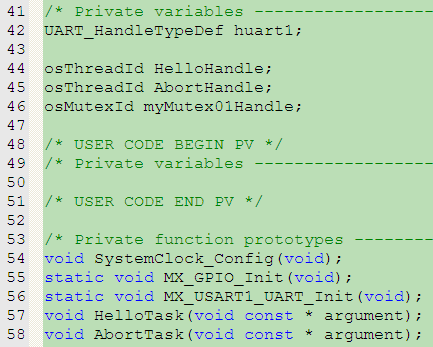 41 /* Private variables -------------------
42 UART_HandleTypeDef huart1;
43
44 osThreadId HelloHandle;
45 osThreadId AbortHandle;
46 osMutexId myMutex01Handle;
47
48 /* USER CODE BEGIN PV */
49 /* Private variables -------------------
50
51 /* USER CODE END PV */
52
53 /* Private function prototypes --------
54 void SystemClock_Config(void);
55 static void MX_GPIO_Init(void);
56 static void MX_USART1_UART_Init(void);
57 void HelloTask(void const * argument);
58 void AbortTask(void const * argument);